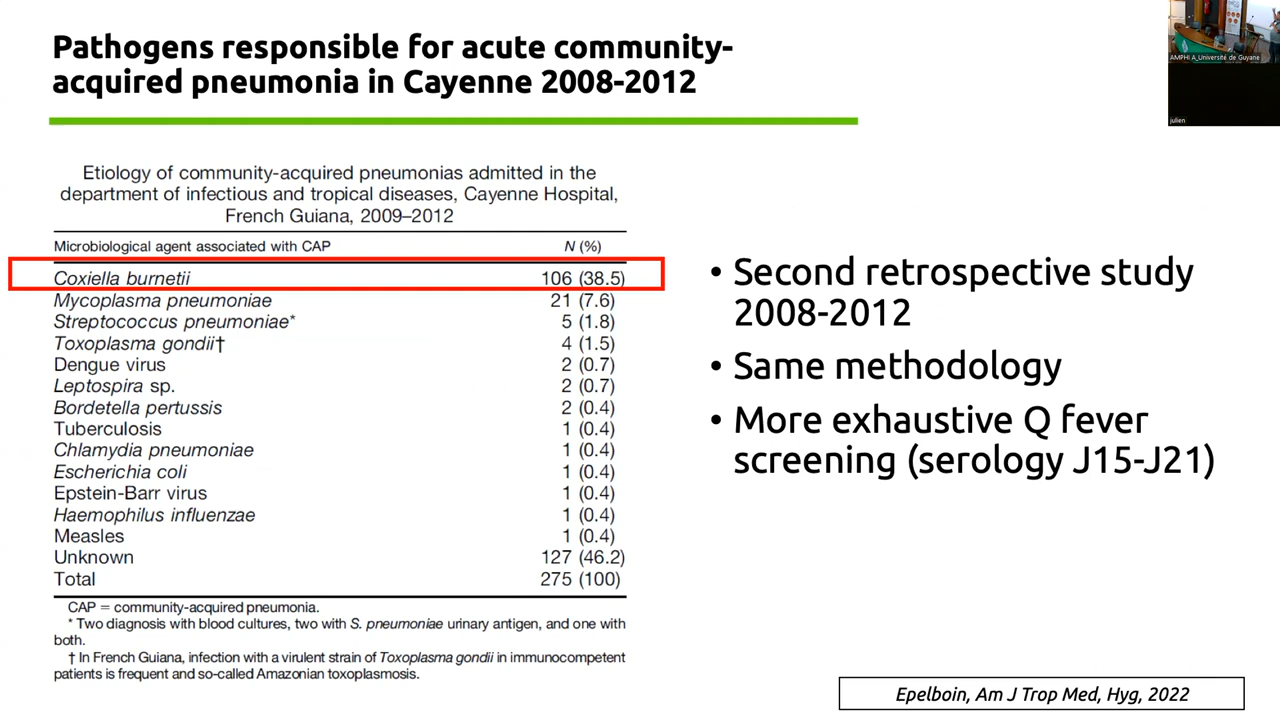 Pathogens responsible for acute community-
acquired pneumonia in Cayenne 2008-2012
AMPHI A_Université de Guyane
julien
Etiology of community-acquired pneumonias admitted in the
department of infectious and tropical diseases, Cayenne Hospital,
French Guiana, 2009–2012
Microbiological agent associated with CAP N (%)
Coxiella burnetii 106 (38.5)
Mycoplasma pneumoniae 21 (7.6)
Streptococcus pneumoniae* 5 (1.8)
Toxoplasma gondii† 4 (1.5)
Dengue virus 2 (0.7)
Leptospira sp. 2 (0.7)
Bordetella pertussis 2 (0.4)
Tuberculosis 1 (0.4)
Chlamydia pneumoniae 1 (0.4)
Escherichia coli 1 (0.4)
Epstein-Barr virus 1 (0.4)
Haemophilus influenzae 1 (0.4)
Measles 1 (0.4)
Unknown 127 (46.2)
Total 275 (100)
CAP = community-acquired pneumonia.
* Two diagnosis with blood cultures, two with S. pneumoniae urinary antigen, and one with
both.
† In French Guiana, infection with a virulent strain of Toxoplasma gondii in immunocompetent
patients is frequent and so-called Amazonian toxoplasmosis.
• Second retrospective study
2008-2012
• Same methodology
• More exhaustive Q fever
screening (serology J15-J21)
Epelboin, Am J Trop Med, Hyg, 2022